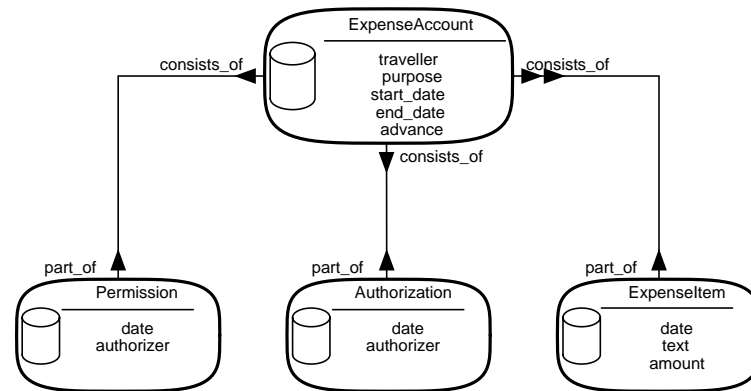 ExpenseAccount
traveller
purpose
start_date
end_date
advance
consists_of
consists_of
consists_of
part_of
part_of
part_of
Permission
date
authorizer
Authorization
date
authorizer
ExpenseItem
date
text
amount